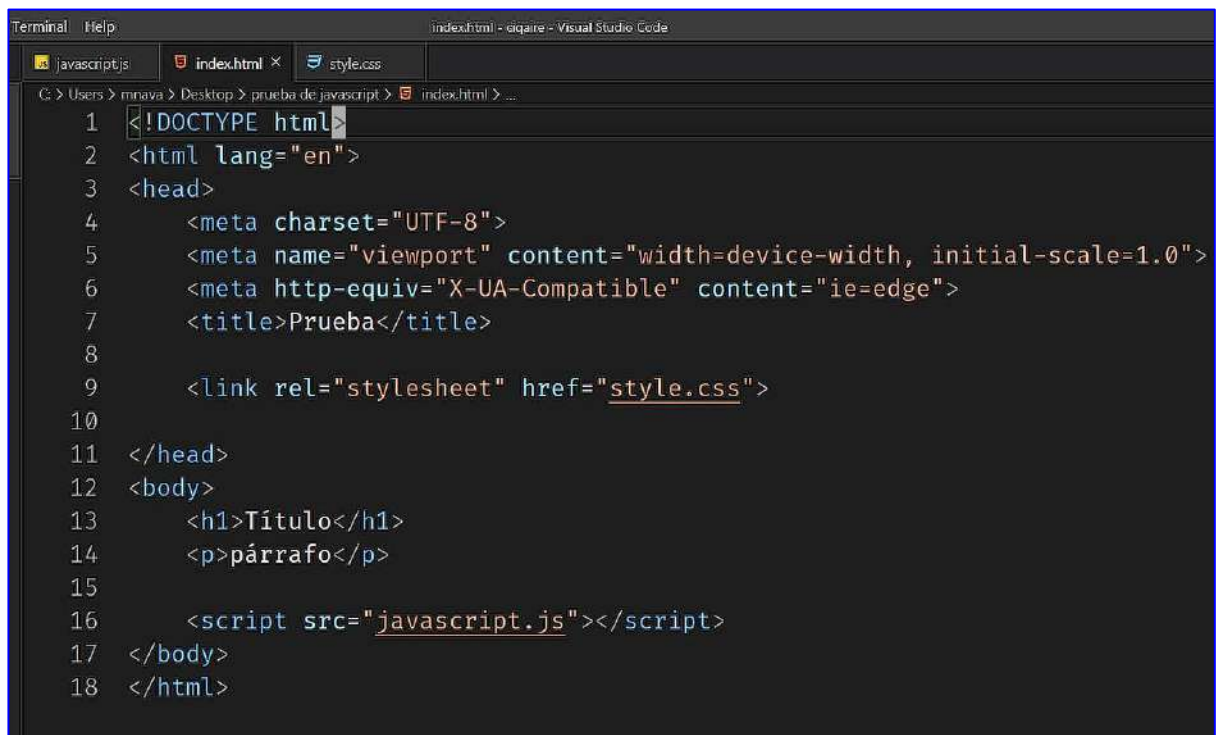 Terminal Help
index.html - ciqaire - Visual Studio Code
JS javascript.js
index.html ×
style.css
C: > Users > mnava > Desktop > prueba de javascript > index.html > ...
1 <!DOCTYPE html>
2 <html lang="en">
3 <head>
4 <meta charset="UTF-8">
5 <meta name="viewport" content="width=device-width, initial-scale=1.0">
6 <meta http-equiv="X-UA-Compatible" content="ie=edge">
7 <title>Prueba</title>
8
9 <link rel="stylesheet" href="style.css">
10
11 </head>
12 <body>
13 <h1>Título</h1>
14 <p>párrafo</p>
15
16 <script src="javascript.js"></script>
17 </body>
18 </html>